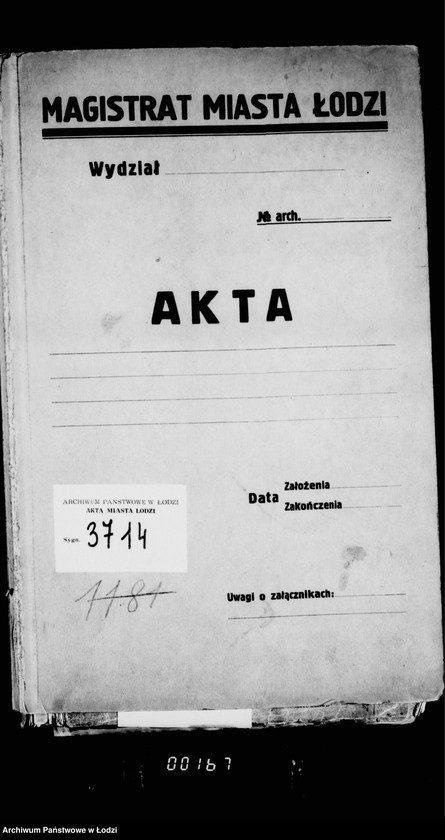 MAGISTRAT MIASTA ŁODZI
Wydział
№ arch.
AKTA
Data Założenia
Zakończenia
ARCHIWUM PAŃSTWOWE W ŁODZI
AKTA MIASTA ŁODZI
Sygn. 3714
1181
Uwagi o załącznikach:
00167
Archiwum Państwowe w Łodzi